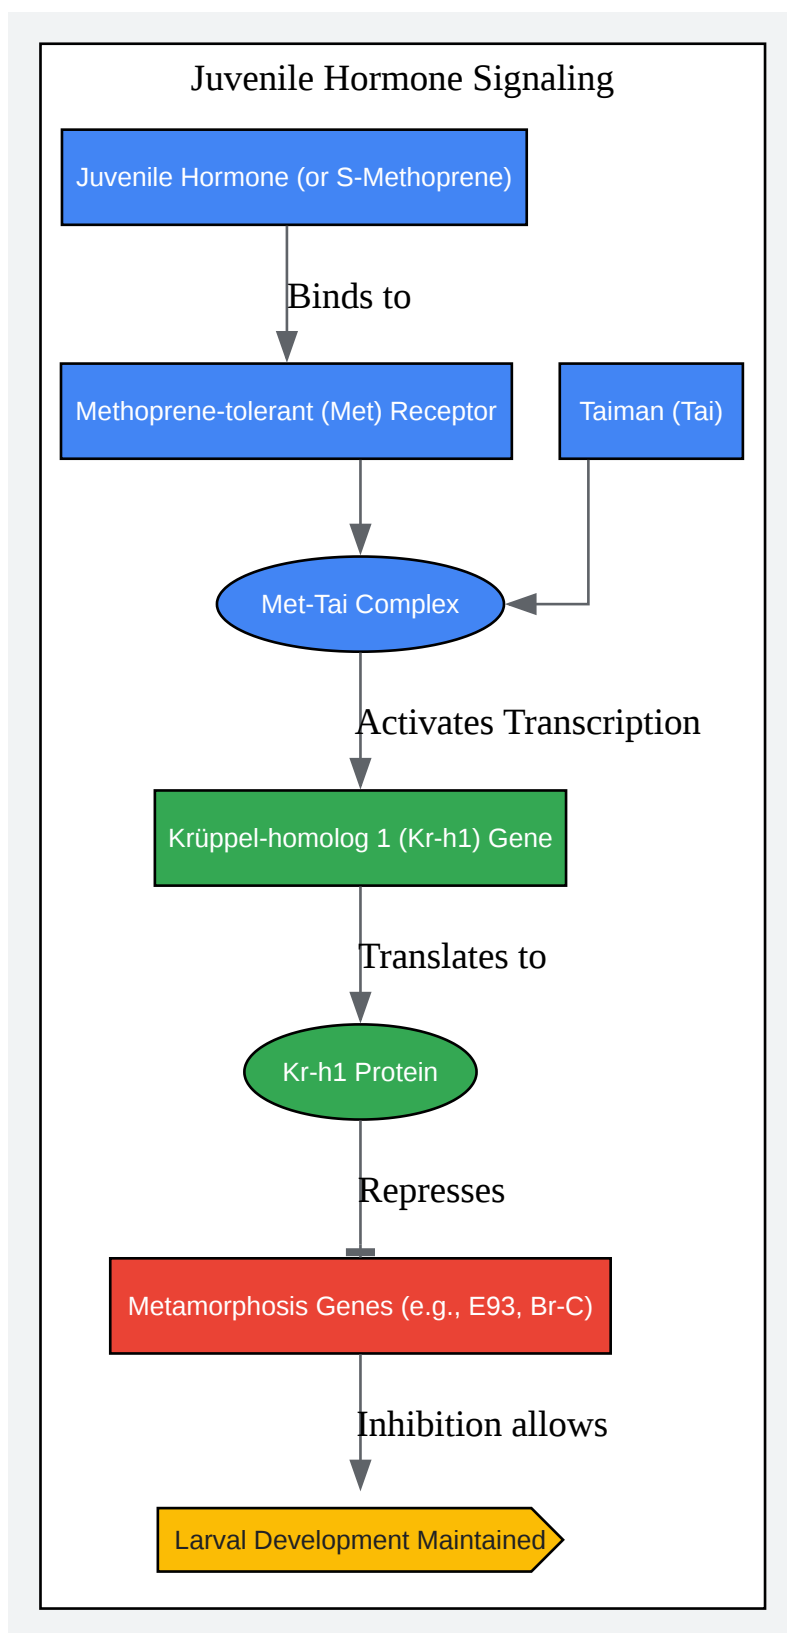 Juvenile Hormone Signaling
Juvenile Hormone (or S-Methoprene)
Binds to
Methoprene-tolerant (Met) Receptor
Taiman (Tai)
Met-Tai Complex
Activates Transcription
Krüppel-homolog 1 (Kr-h1) Gene
Translates to
Kr-h1 Protein
Represses
Metamorphosis Genes (e.g., E93, Br-C)
Inhibition allows
Larval Development Maintained